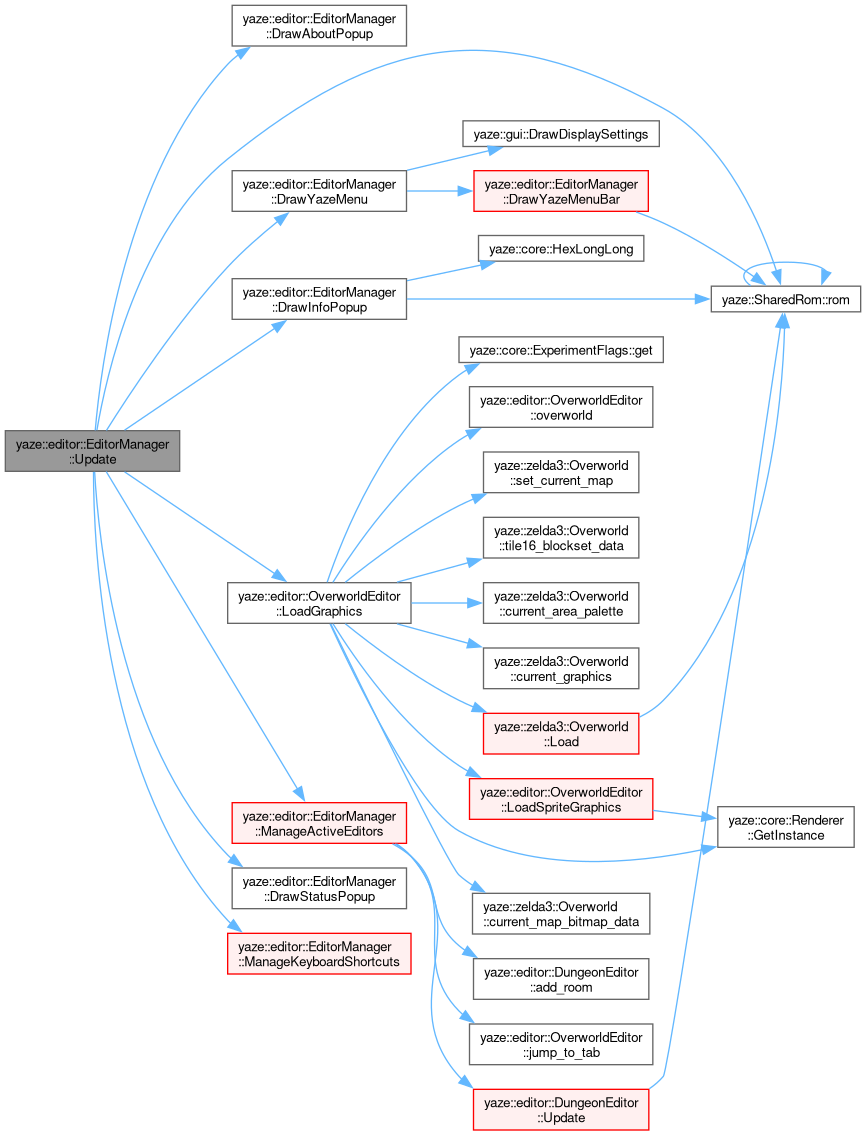 yaze::editor::EditorManager
::DrawAboutPopup
yaze::gui::DrawDisplaySettings
yaze::editor::EditorManager
::DrawYazeMenu
yaze::editor::EditorManager
::DrawYazeMenuBar
yaze::core::HexLongLong
yaze::editor::EditorManager
::DrawInfoPopup
yaze::SharedRom::rom
yaze::core::ExperimentFlags::get
yaze::editor::OverworldEditor
::overworld
yaze::editor::EditorManager
::Update
yaze::zelda3::Overworld
::set_current_map
yaze::zelda3::Overworld
::tile16_blockset_data
yaze::editor::OverworldEditor
::LoadGraphics
yaze::zelda3::Overworld
::current_area_palette
yaze::zelda3::Overworld
::current_graphics
yaze::zelda3::Overworld
::Load
yaze::editor::OverworldEditor
::LoadSpriteGraphics
yaze::editor::EditorManager
::ManageActiveEditors
yaze::core::Renderer
::GetInstance
yaze::editor::EditorManager
::DrawStatusPopup
yaze::zelda3::Overworld
::current_map_bitmap_data
yaze::editor::EditorManager
::ManageKeyboardShortcuts
yaze::editor::DungeonEditor
::add_room
yaze::editor::OverworldEditor
::jump_to_tab
yaze::editor::DungeonEditor
::Update